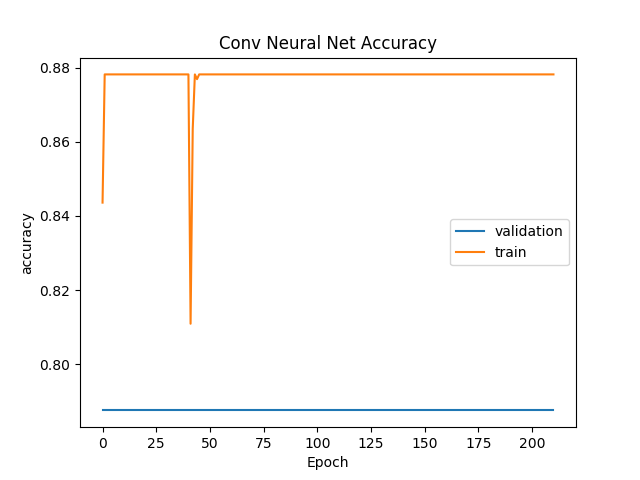 Conv Neural Net Accuracy
0.88
0.86
0.84
0.82
0.80
accuracy
validation
train
0 25 50 75 100 125 150 175 200
Epoch